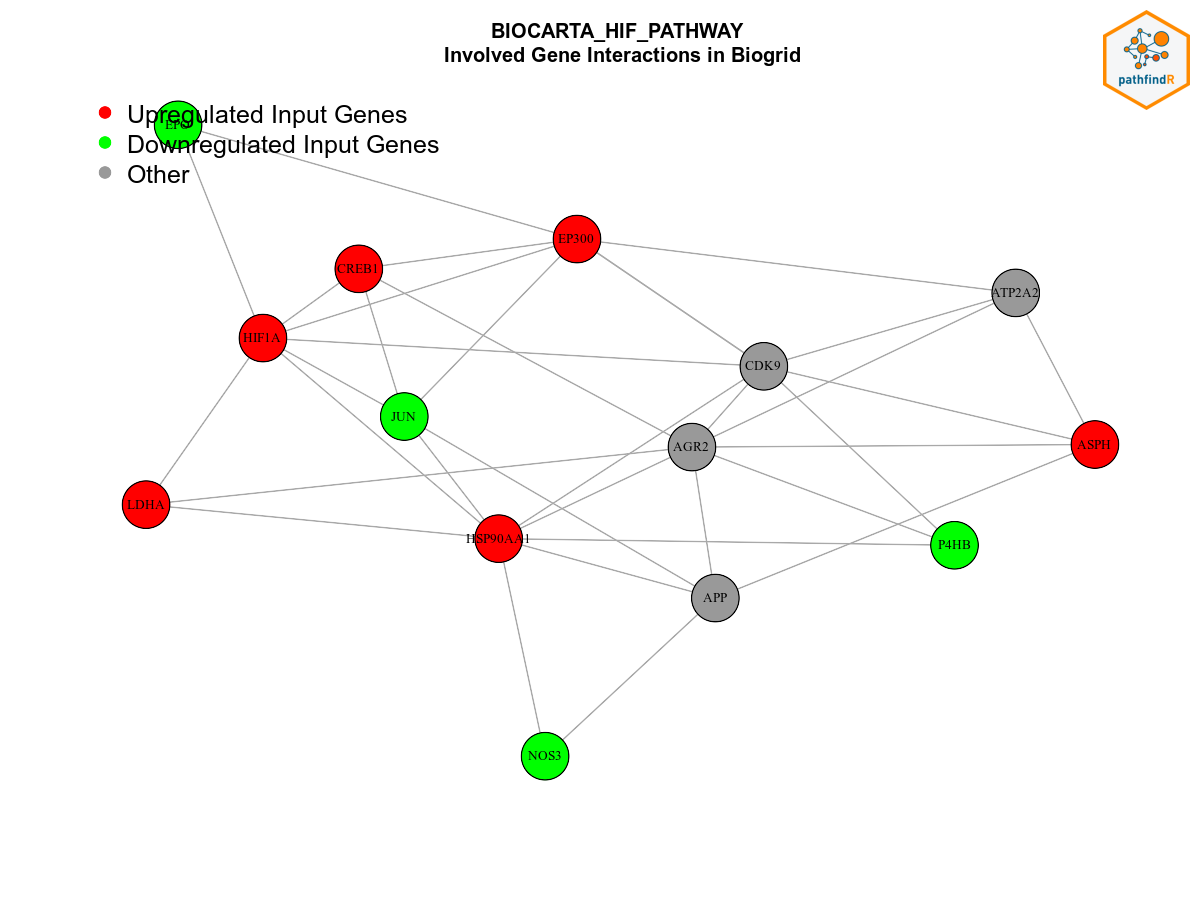 BIOCARTA_HIF_PATHWAY
Involved Gene Interactions in Biogrid
pathfindR
Upregulated Input Genes
EPO
Downregulated Input Genes
Other
EP300
CREB1
ATP2A2
HIF1A
CDK9
JUN
AGR2
ASPH
LDHA
HSP90AA1
P4HB
APP
NOS3